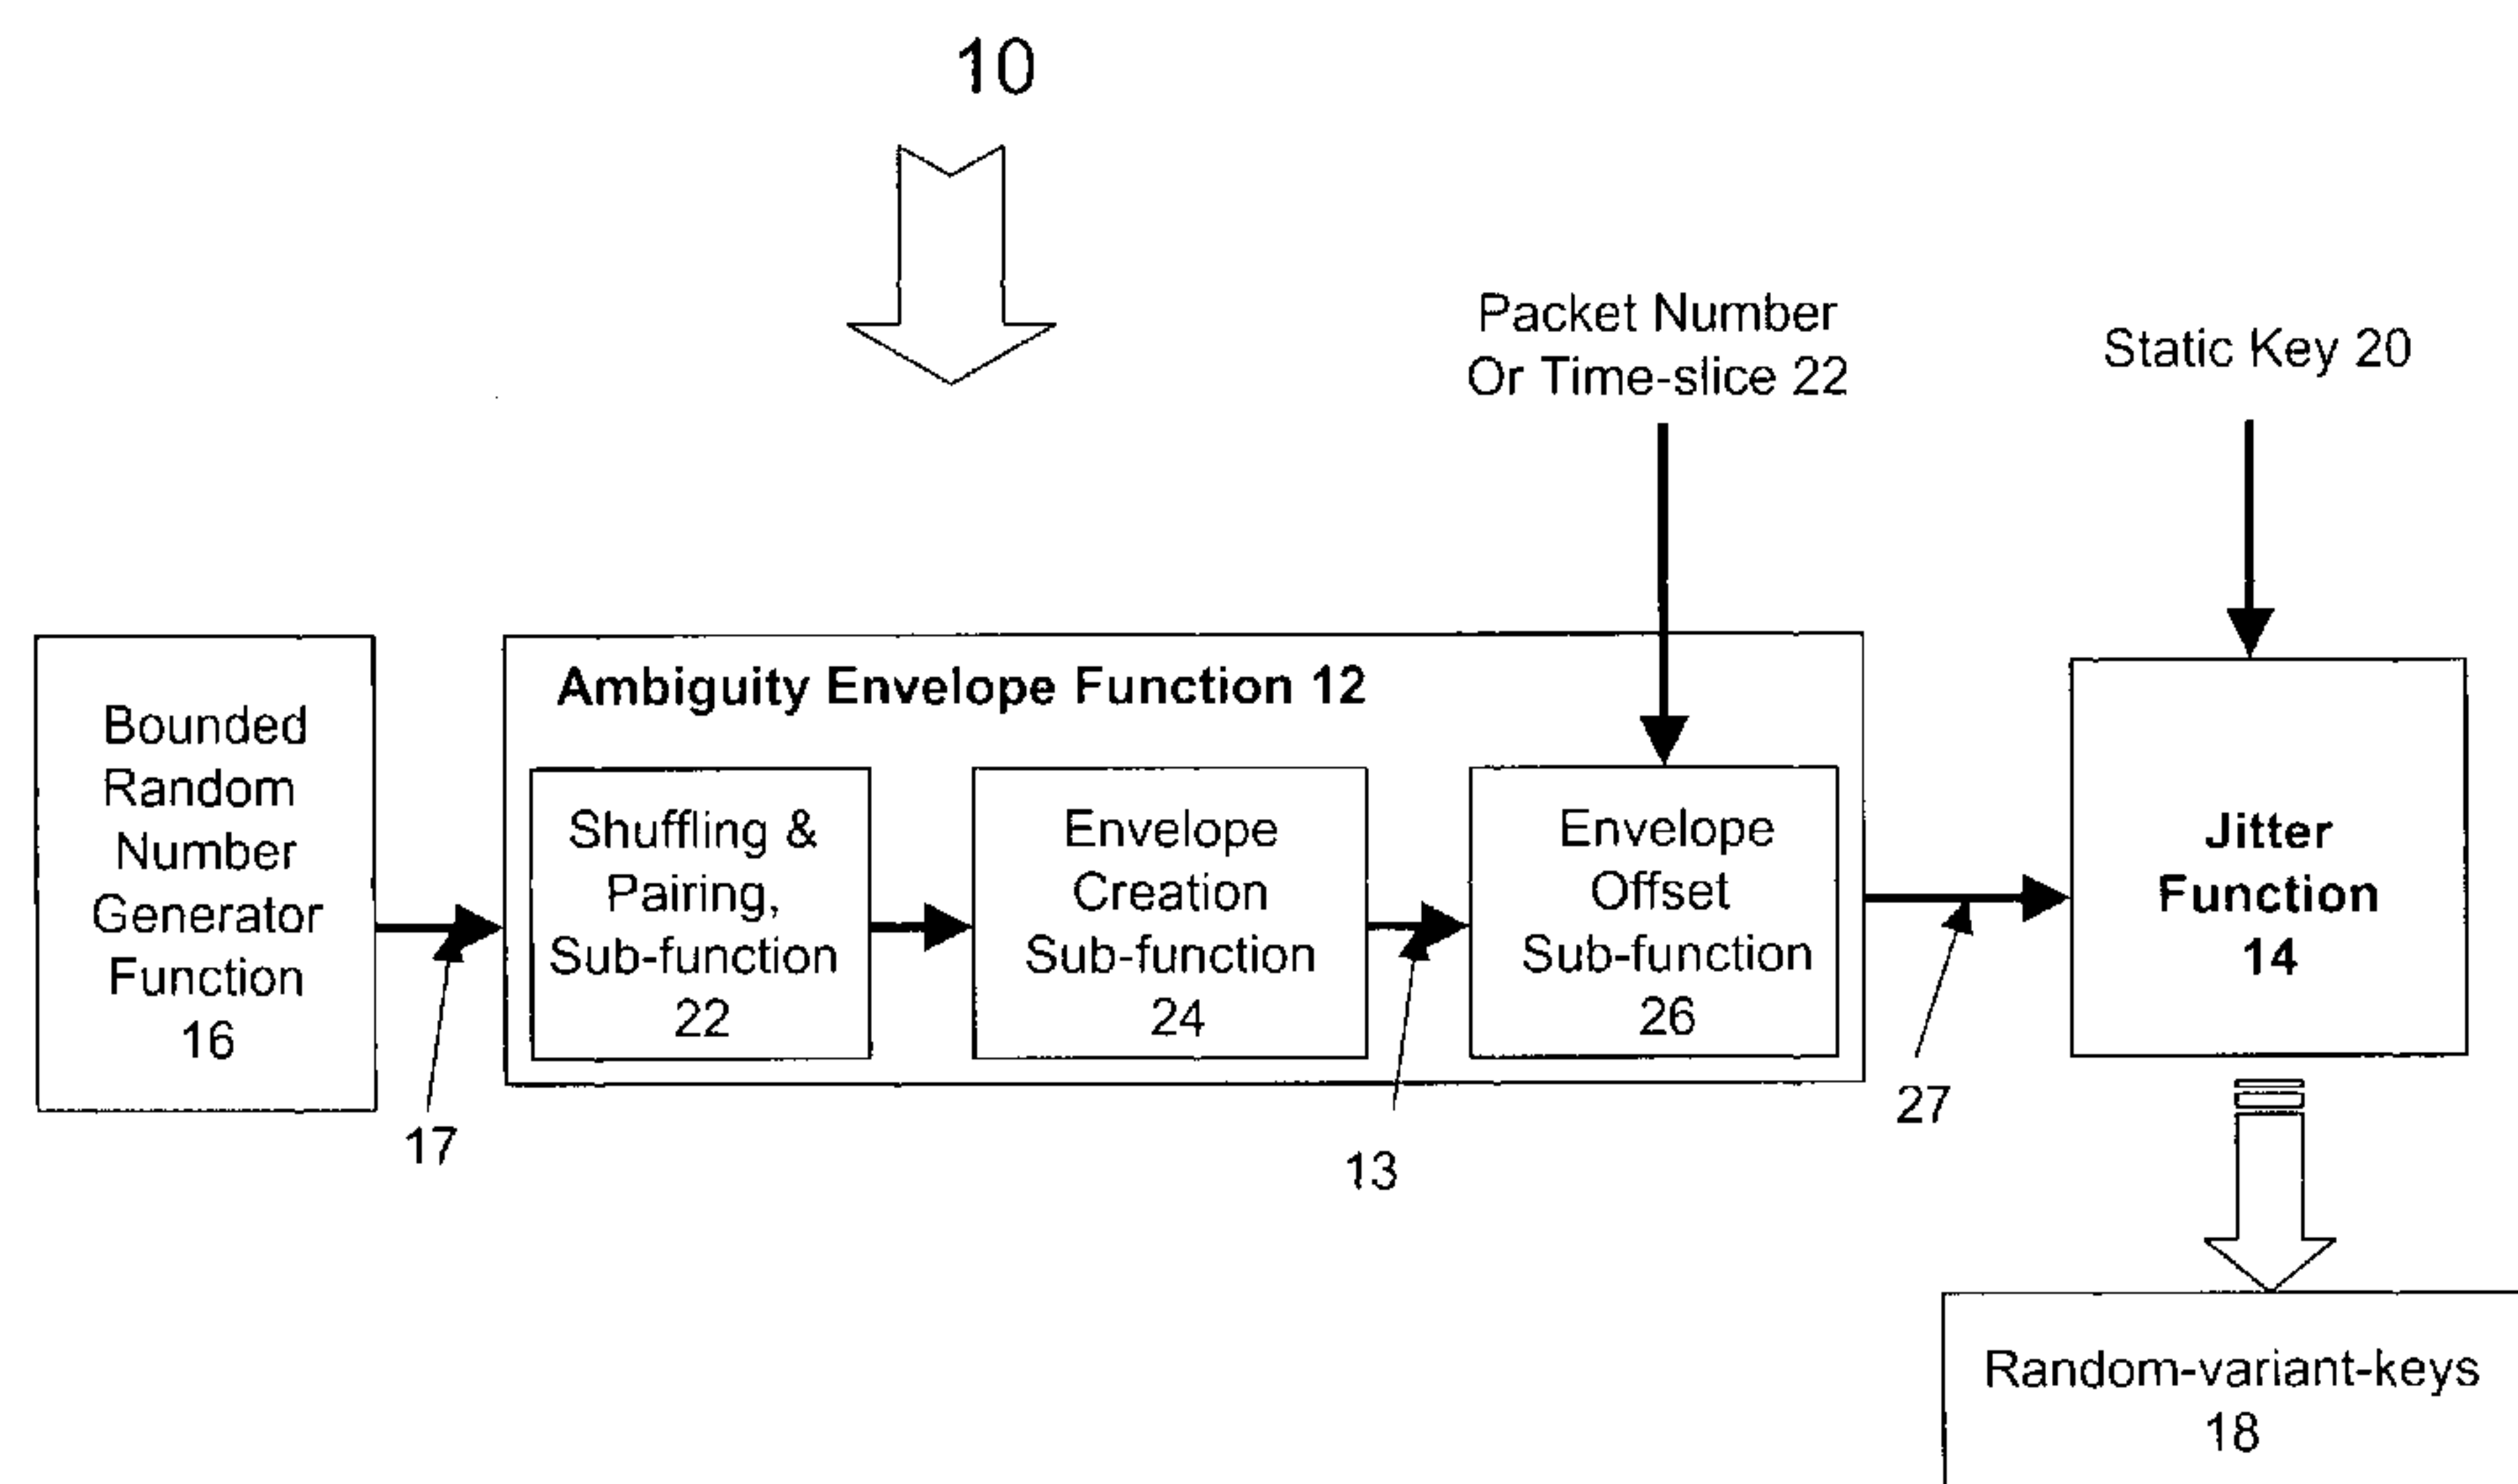 10
Packet Number
Or Time-slice 22
Static Key 20
Bounded
Random
Number
Generator
Function
16
17
Ambiguity Envelope Function 12
Shuffling &
Pairing,
Sub-function
22
Envelope
Creation
Sub-function
24
13
Envelope
Offset
Sub-function
26
27
Jitter
Function
14
Random-variant-keys
18